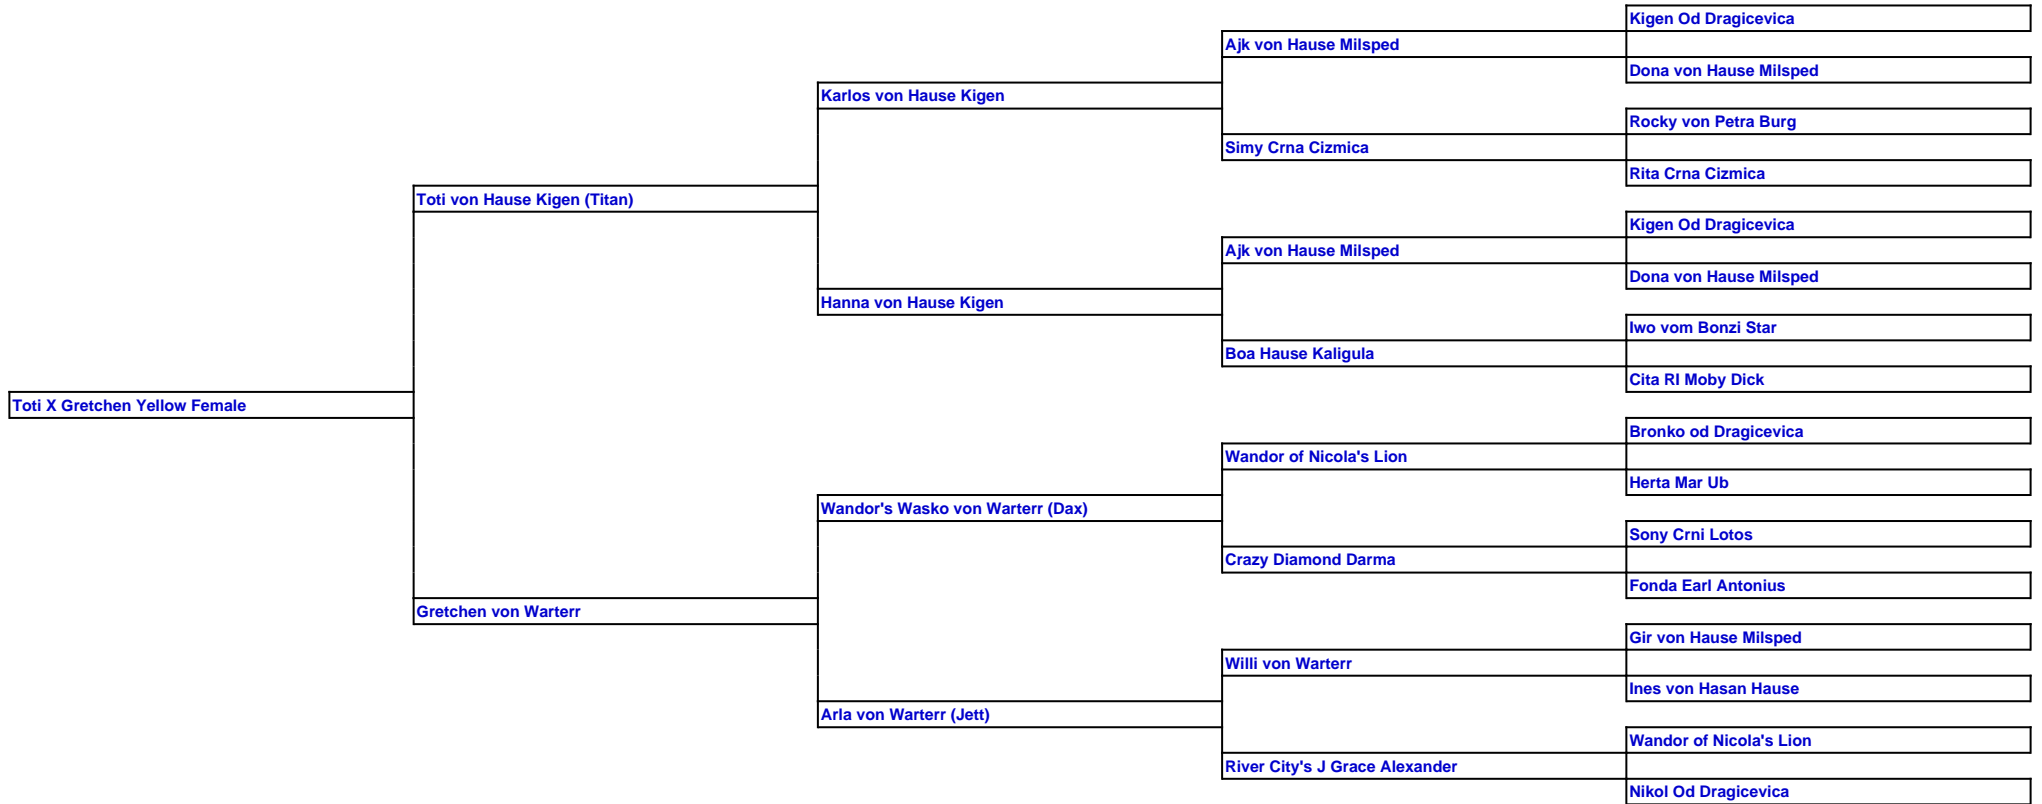 Kigen Od Dragicevica
Ajk von Hause Milsped
Dona von Hause Milsped
Karlos von Hause Kigen
Rocky von Petra Burg
Simy Crna Cizmica
Rita Crna Cizmica
Toti von Hause Kigen (Titan)
Kigen Od Dragicevica
Ajk von Hause Milsped
Dona von Hause Milsped
Hanna von Hause Kigen
Iwo vom Bonzi Star
Boa Hause Kaligula
Cita RI Moby Dick
Toti X Gretchen Yellow Female
Bronko od Dragicevica
Wandor of Nicola's Lion
Herta Mar Ub
Wandor's Wasko von Warterr (Dax)
Sony Crni Lotos
Crazy Diamond Darma
Fonda Earl Antonius
Gretchen von Warterr
Gir von Hause Milsped
Willi von Warterr
Ines von Hasan Hause
Arla von Warterr (Jett)
Wandor of Nicola's Lion
River City's J Grace Alexander
Nikol Od Dragicevica